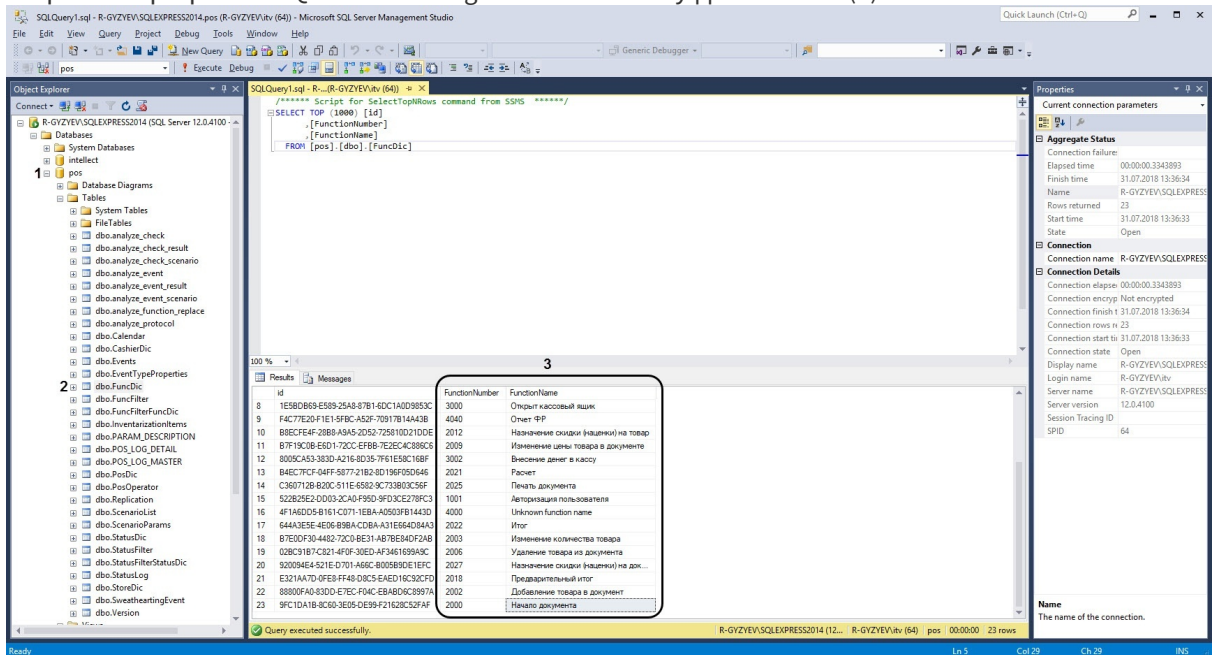 SQLQuery1.sql - R-GYZYEV\SQLEXPRESS2014.pos (R-GYZYEV\itv (64)) - Microsoft SQL Server Management Studio
Quick Launch (Ctrl+Q)
File Edit View Query Project Debug Tools Window Help
New Query
Generic Debugger
pos
Execute Debug
Object Explorer
SQLQuery1.sql - R-...(R-GYZYEV\itv (64))
Properties
Connect
R-GYZYEV\SQLEXPRESS2014 (SQL Server 12.0.4100 -
Databases
System Databases
intellect
1
pos
Database Diagrams
Tables
System Tables
FileTables
dbo.analyze_check
dbo.analyze_check_result
dbo.analyze_check_scenario
dbo.analyze_event
dbo.analyze_event_result
dbo.analyze_event_scenario
dbo.analyze_function_replace
dbo.analyze_protocol
dbo.Calendar
dbo.CashierDic
dbo.Events
dbo.EventTypeProperties
2
dbo.FuncDic
dbo.FuncFilter
dbo.FuncFilterFuncDic
dbo.InventarizationItems
dbo.PARAM_DESCRIPTION
dbo.POS_LOG_DETAIL
dbo.POS_LOG_MASTER
dbo.PosDic
dbo.PosOperator
dbo.Replication
dbo.ScenarioList
dbo.ScenarioParams
dbo.StatusDic
dbo.StatusFilter
dbo.StatusFilterStatusDic
dbo.StatusLog
dbo.StoreDic
dbo.SweatheartingEvent
dbo.Version
/****** Script for SelectTopNRows command from SSMS ******/
SELECT TOP (1000) [id]
,[FunctionNumber]
,[FunctionName]
FROM [pos].[dbo].[FuncDic]
100 %
3
Results Messages
id FunctionNumber FunctionName
8 1E5BDB69-E589-25A8-87B1-6DC1A0D9853C 3000 Открыт кассовый ящик
9 F4C77E20-F1E1-5FBC-A52F-70917B14A43B 4040 Отчет ФР
10 B8ECFE4F-28B8-A9A5-2D52-725810D21DDE 2012 Назначение скидки (наценки) на товар
11 B7F19C0B-E6D1-72CC-EFBB-7E2EC4C886C6 2009 Изменение цены товара в документе
12 8005CA53-383D-A216-8D35-7F61E58C16BF 3002 Внесение денег в кассу
13 B4EC7FCF-04FF-5877-21B2-8D196F05D646 2021 Расчет
14 C360712B-B20C-511E-6582-9C733B03C56F 2025 Печать документа
15 522B25E2-DD03-2CA0-F95D-9FD3CE278FC3 1001 Авторизация пользователя
16 4F1A6DD5-B161-C071-1EBA-A0503FB1443D 4000 Unknown function name
17 644A3E5E-4E06-B9BA-CDBA-A31E664D84A3 2022 Итог
18 B7E0DF30-4482-72C0-BE31-AB7BE84DF2AB 2003 Изменение количества товара
19 02BC91B7-C821-4F0F-30ED-AF3461699A9C 2006 Удаление товара из документа
20 920094E4-521E-D701-A66C-B005B9DE1EFC 2027 Назначение скидки (наценки) на док...
21 E321AA7D-0FE8-FF48-D8C5-EAED16C92CFD 2018 Предварительный итог
22 88800FA0-83DD-E7EC-F04C-EBABD6C8997A 2002 Добавление товара в документ
23 9FC1DA1B-8C60-3E05-DE99-F21628C52FAF 2000 Начало документа
Query executed successfully.
R-GYZYEV\SQLEXPRESS2014 (12... R-GYZYEV\itv (64) pos 00:00:00 23 rows
Current connection parameters
Aggregate Status
Connection failure:
Elapsed time 00:00:00.3343893
Finish time 31.07.2018 13:36:34
Name R-GYZYEV\SQLEXPRESS
Rows returned 23
Start time 31.07.2018 13:36:33
State Open
Connection
Connection name R-GYZYEV\SQLEXPRESS
Connection Details
Connection elapse 00:00:00.3343893
Connection encryp Not encrypted
Connection finish t 31.07.2018 13:36:34
Connection rows re 23
Connection start tir 31.07.2018 13:36:33
Connection state Open
Display name R-GYZYEV\SQLEXPRESS
Login name R-GYZYEV\itv
Server name R-GYZYEV\SQLEXPRESS
Server version 12.0.4100
Session Tracing ID
SPID 64
Name
The name of the connection.
Ready Ln 5 Col 29 Ch 29 INS